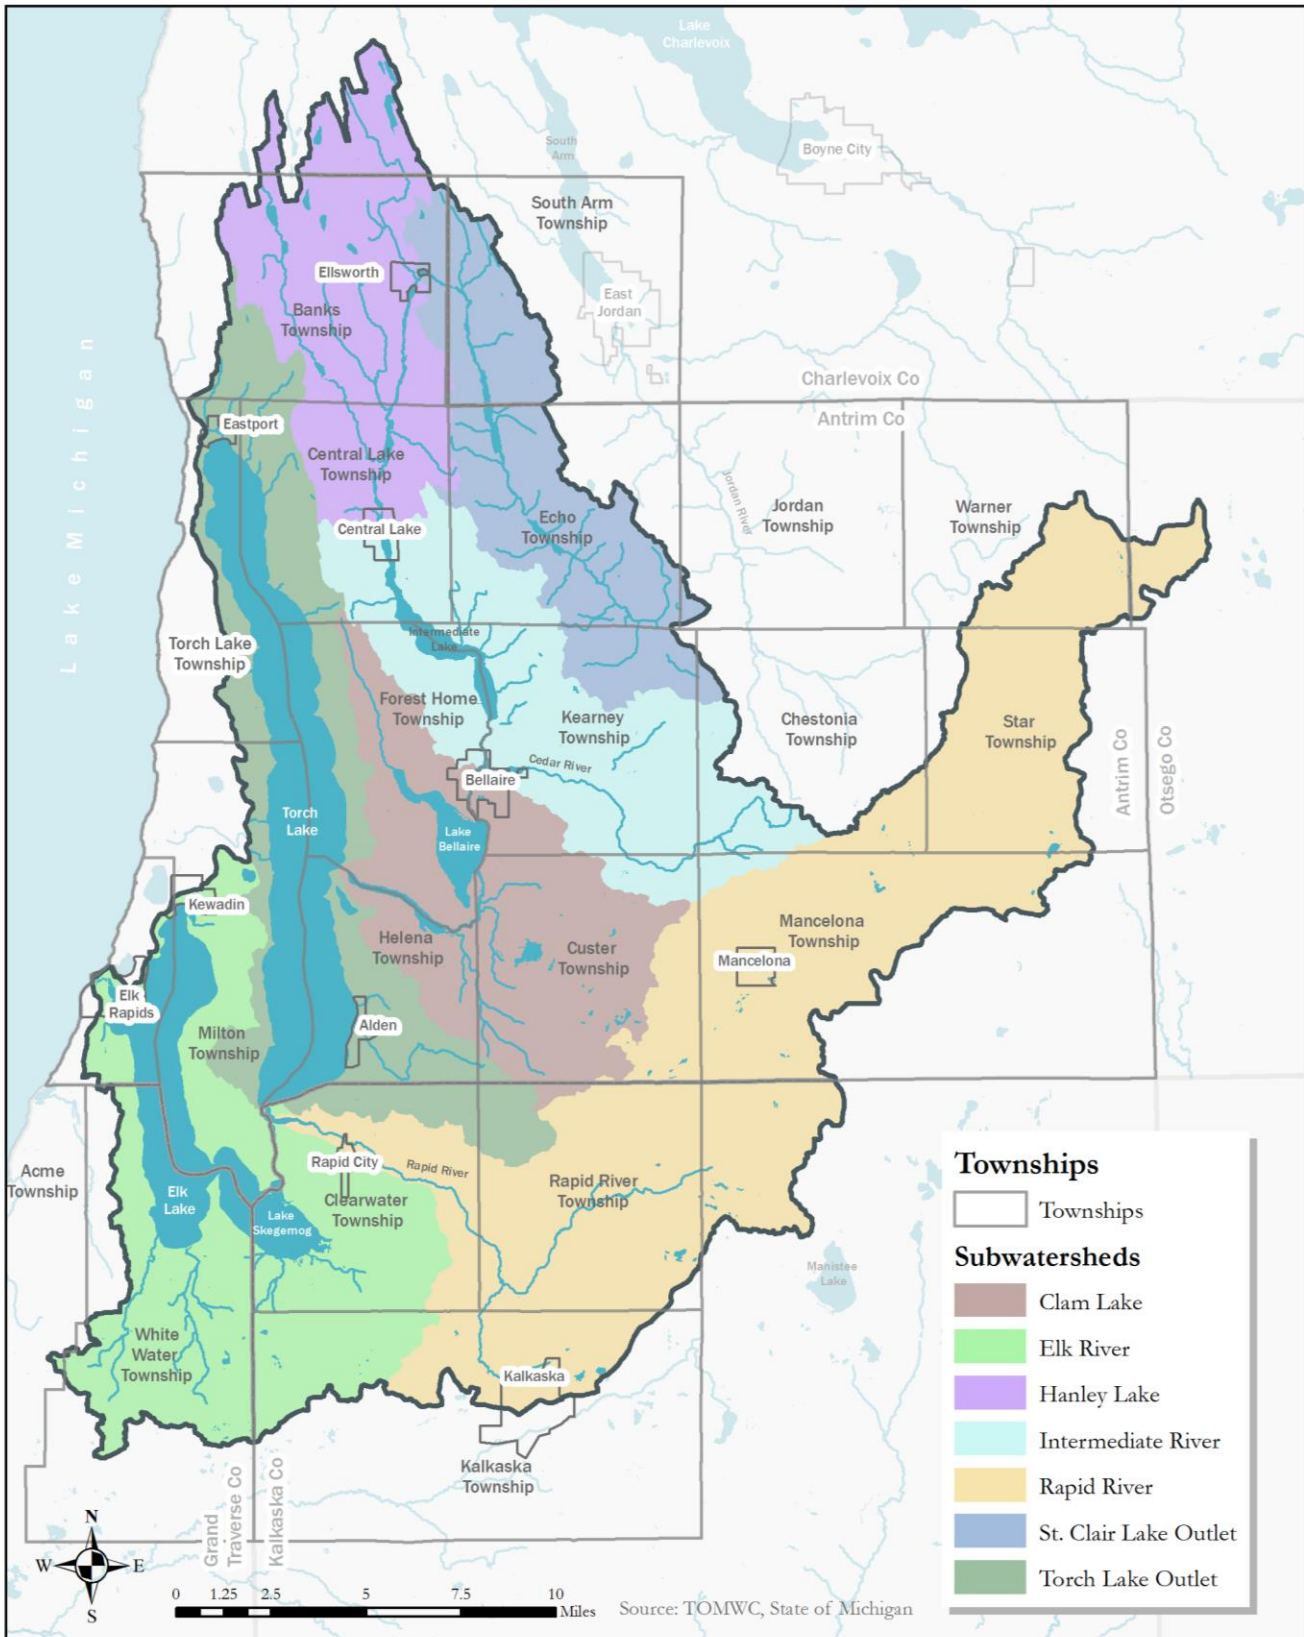 Lake
Charlevoix
South
Arm
Boyne City
South Arm
Township
Ellsworth
East
Jordan
Banks
Township
Lake Michigan
Charlevoix Co
Antrim Co
Eastport
Central Lake
Township
Jordan River
Jordan
Township
Warner
Township
Central Lake
Echo
Township
Intermediate
Lake
Torch Lake
Township
Forest Home
Township
Kearney
Township
Chestonia
Township
Star
Township
Antrim Co
Otsego Co
Cedar River
Bellaire
Torch
Lake
Lake
Bellaire
Kewadin
Helena
Township
Custer
Township
Mancelona
Township
Mancelona
Elk
Rapids
Milton
Township
Alden
Acme
Township
Rapid City
Rapid River
Rapid River
Township
Elk
Lake
Lake
Skegemog
Clearwater
Township
Manistee
Lake
White
Water
Township
Kalkaska
Kalkaska
Township
Grand
Traverse Co
Kalkaska Co
Townships
Townships
Subwatersheds
Clam Lake
Elk River
Hanley Lake
Intermediate River
Rapid River
St. Clair Lake Outlet
Torch Lake Outlet
N
W E
S
0 1.25 2.5 5 7.5 10
Miles
Source: TOMWC, State of Michigan